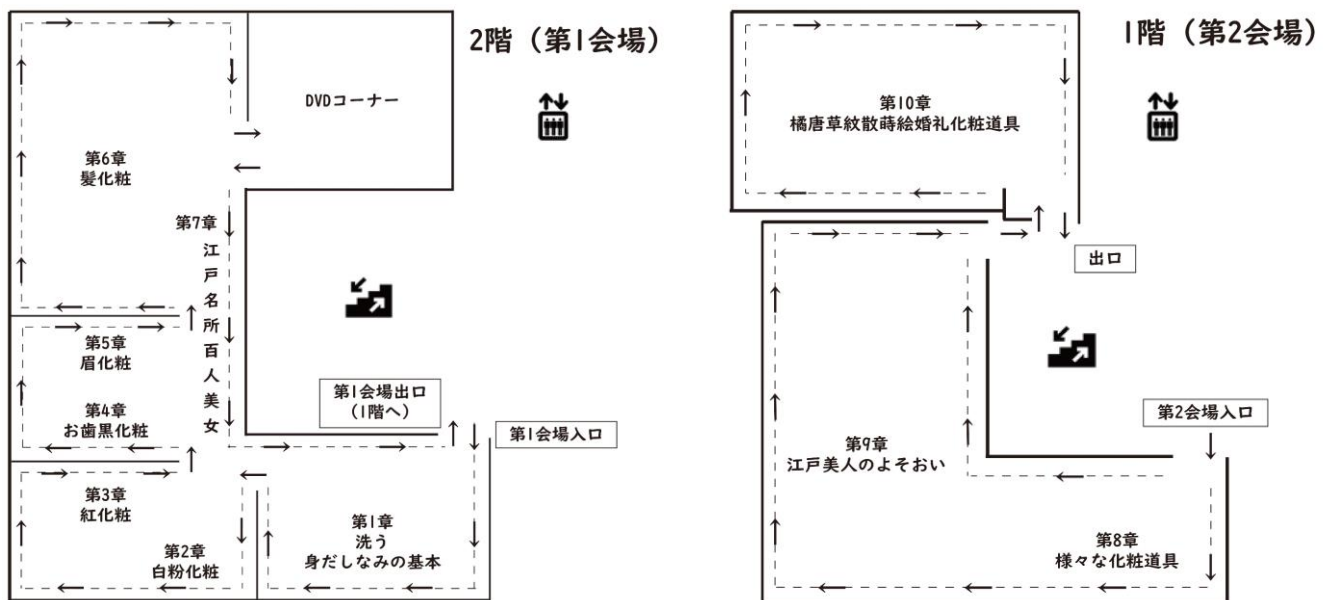 2階（第1会場）
DVDコーナー
第6章
髪化粧
第7章
江戸名所百人美女
第5章
眉化粧
第4章
お歯黒化粧
第1会場出口
（1階へ）
第1会場入口
第3章
紅化粧
第2章
白粉化粧
第1章
洗う
身だしなみの基本
1階（第2会場）
第10章
橘唐草紋散蒔絵婚礼化粧道具
出口
第2会場入口
第9章
江戸美人のよそおい
第8章
様々な化粧道具